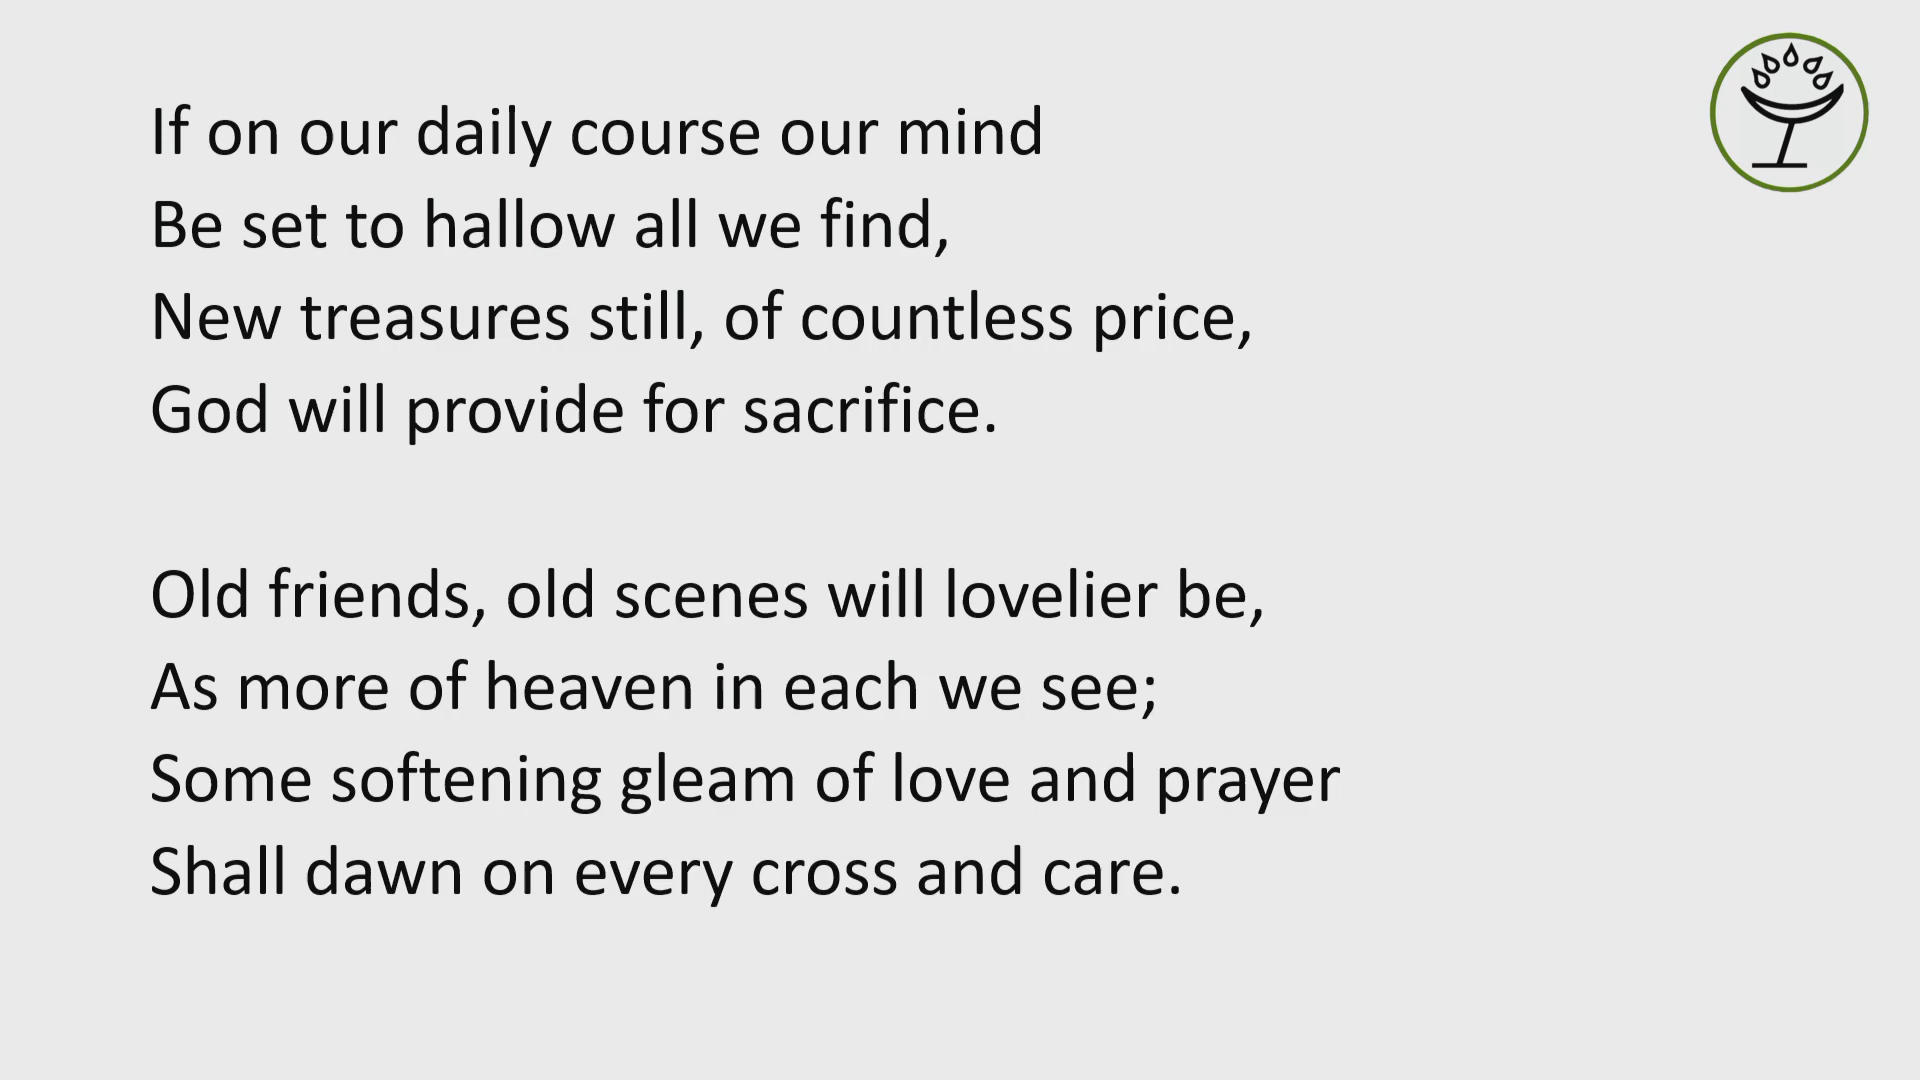 If on our daily course our mind
Be set to hallow all we find,
New treasures still, of countless price,
God will provide for sacrifice.
Old friends, old scenes will lovelier be,
As more of heaven in each we see;
Some softening gleam of love and prayer
Shall dawn on every cross and care.